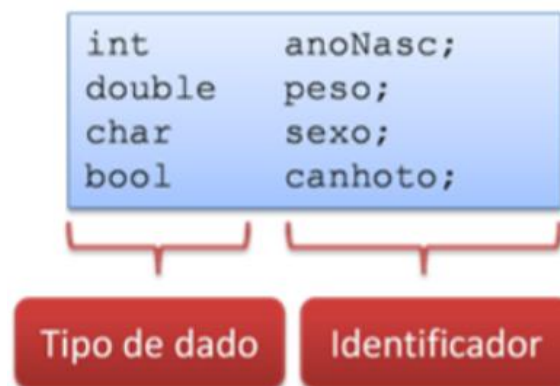 int anoNasc;
double peso;
char sexo;
bool canhoto;
Tipo de dado Identificador